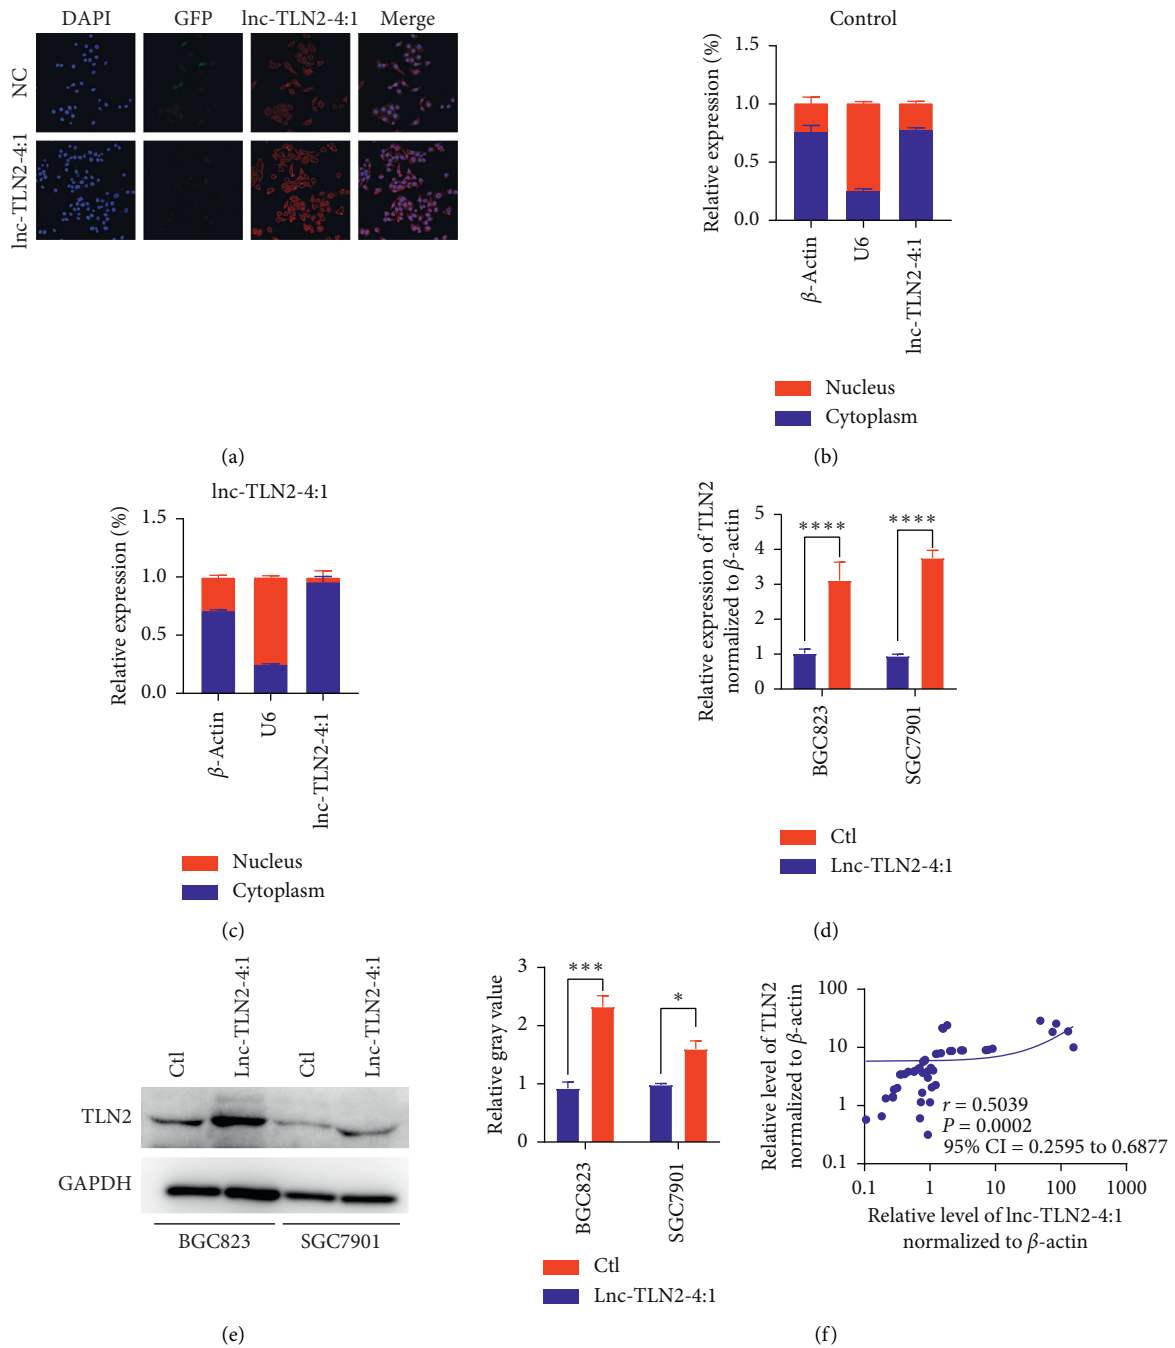 DAPI GFP lnc-TLN2-4:1 Merge
NC
lnc-TLN2-4:1
(a)
Control
Relative expression (%)
1.5
1.0
0.5
0.0
β-Actin
U6
lnc-TLN2-4:1
Nucleus
Cytoplasm
(b)
lnc-TLN2-4:1
Relative expression (%)
1.5
1.0
0.5
0.0
β-Actin
U6
lnc-TLN2-4:1
Nucleus
Cytoplasm
(c)
Relative expression of TLN2
normalized to β-actin
5
4
3
2
1
0
****
****
BGC823
SGC7901
Ctl
Lnc-TLN2-4:1
(d)
Ctl
Lnc-TLN2-4:1
Ctl
Lnc-TLN2-4:1
TLN2
GAPDH
BGC823 SGC7901
Relative gray value
3
2
1
0
***
*
BGC823
SGC7901
Ctl
Lnc-TLN2-4:1
(e)
Relative level of TLN2
normalized to β-actin
100
10
1
0.1
r = 0.5039
P = 0.0002
95% CI = 0.2595 to 0.6877
0.1 1 10 100 1000
Relative level of lnc-TLN2-4:1
normalized to β-actin
(f)